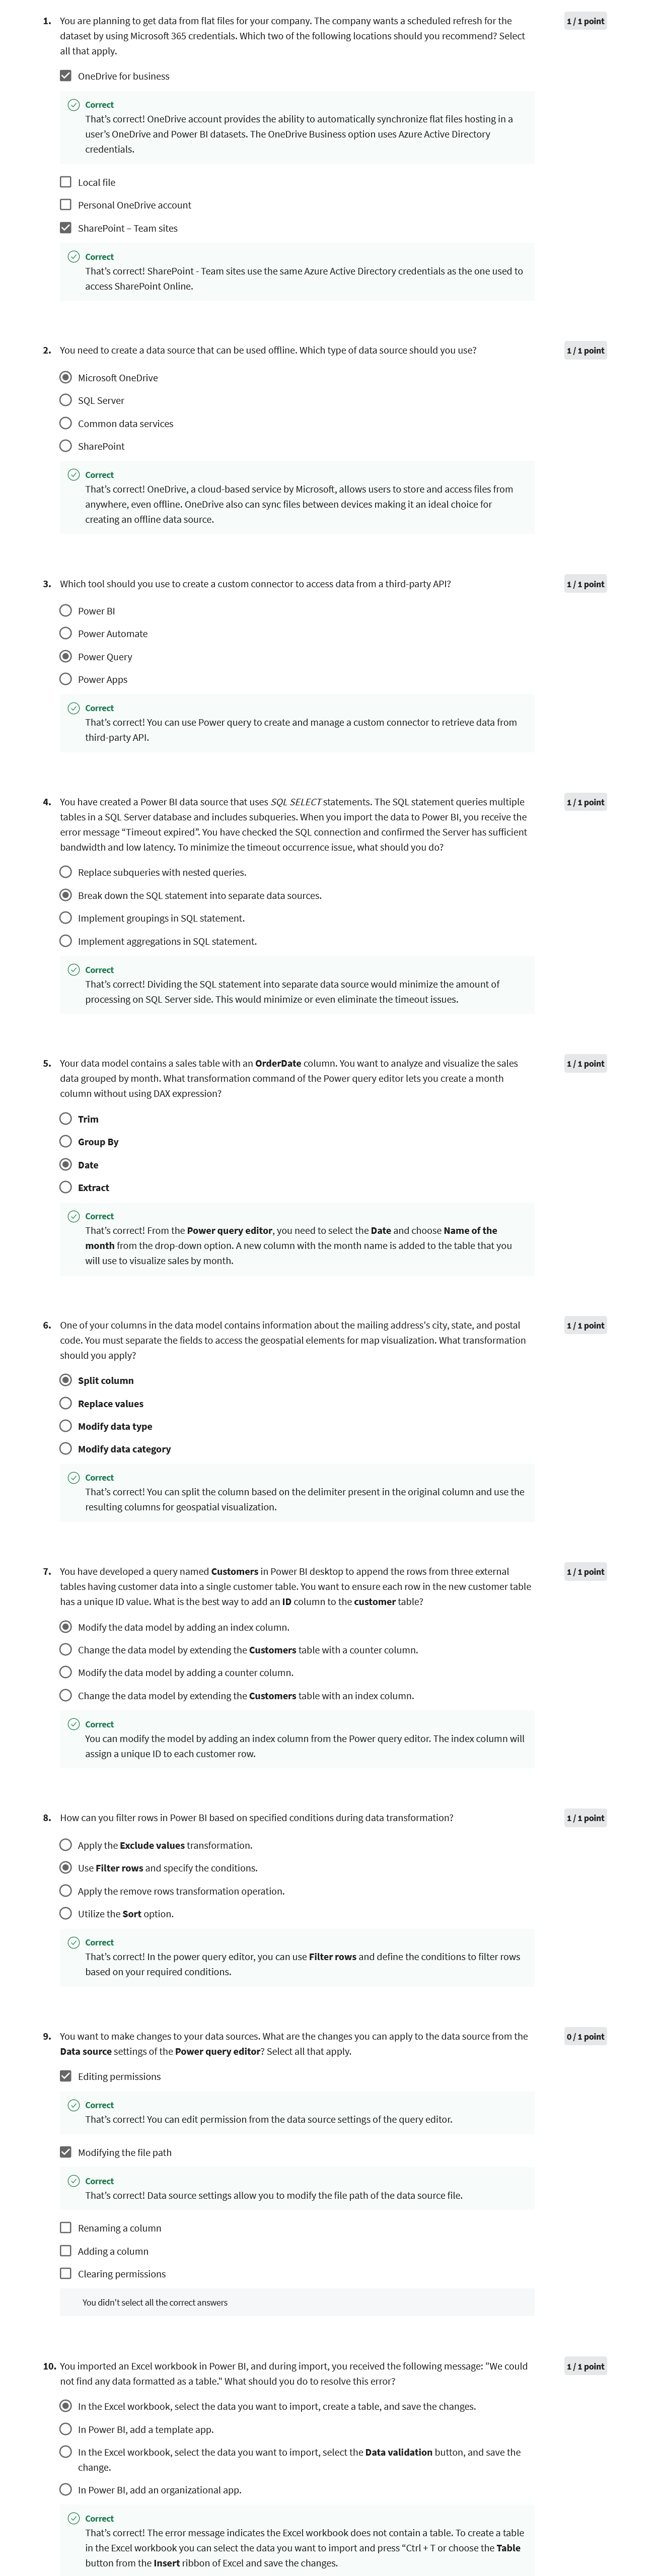 1. You are planning to get data from flat files for your company. The company wants a scheduled refresh for the
1 / 1 point
dataset by using Microsoft 365 credentials. Which two of the following locations should you recommend? Select
all that apply.
OneDrive for business
Correct
That's correct! OneDrive account provides the ability to automatically synchronize flat files hosting in a
user's OneDrive and Power BI datasets. The OneDrive Business option uses Azure Active Directory
credentials.
Local file
Personal OneDrive account
SharePoint – Team sites
Correct
That's correct! SharePoint - Team sites use the same Azure Active Directory credentials as the one used to
access SharePoint Online.
2. You need to create a data source that can be used offline. Which type of data source should you use?
1 / 1 point
Microsoft OneDrive
SQL Server
Common data services
SharePoint
Correct
That's correct! OneDrive, a cloud-based service by Microsoft, allows users to store and access files from
anywhere, even offline. OneDrive also can sync files between devices making it an ideal choice for
creating an offline data source.
3. Which tool should you use to create a custom connector to access data from a third-party API?
1 / 1 point
Power BI
Power Automate
Power Query
Power Apps
Correct
That's correct! You can use Power query to create and manage a custom connector to retrieve data from
third-party API.
4. You have created a Power BI data source that uses SQL SELECT statements. The SQL statement queries multiple
1 / 1 point
tables in a SQL Server database and includes subqueries. When you import the data to Power BI, you receive the
error message “Timeout expired”. You have checked the SQL connection and confirmed the Server has sufficient
bandwidth and low latency. To minimize the timeout occurrence issue, what should you do?
Replace subqueries with nested queries.
Break down the SQL statement into separate data sources.
Implement groupings in SQL statement.
Implement aggregations in SQL statement.
Correct
That's correct! Dividing the SQL statement into separate data source would minimize the amount of
processing on SQL Server side. This would minimize or even eliminate the timeout issues.
5. Your data model contains a sales table with an OrderDate column. You want to analyze and visualize the sales
1 / 1 point
data grouped by month. What transformation command of the Power query editor lets you create a month
column without using DAX expression?
Trim
Group By
Date
Extract
Correct
That's correct! From the Power query editor, you need to select the Date and choose Name of the
month from the drop-down option. A new column with the month name is added to the table that you
will use to visualize sales by month.
6. One of your columns in the data model contains information about the mailing address's city, state, and postal
1 / 1 point
code. You must separate the fields to access the geospatial elements for map visualization. What transformation
should you apply?
Split column
Replace values
Modify data type
Modify data category
Correct
That's correct! You can split the column based on the delimiter present in the original column and use the
resulting columns for geospatial visualization.
7. You have developed a query named Customers in Power BI desktop to append the rows from three external
1 / 1 point
tables having customer data into a single customer table. You want to ensure each row in the new customer table
has a unique ID value. What is the best way to add an ID column to the customer table?
Modify the data model by adding an index column.
Change the data model by extending the Customers table with a counter column.
Modify the data model by adding a counter column.
Change the data model by extending the Customers table with an index column.
Correct
You can modify the model by adding an index column from the Power query editor. The index column will
assign a unique ID to each customer row.
8. How can you filter rows in Power BI based on specified conditions during data transformation?
1 / 1 point
Apply the Exclude values transformation.
Use Filter rows and specify the conditions.
Apply the remove rows transformation operation.
Utilize the Sort option.
Correct
That's correct! In the power query editor, you can use Filter rows and define the conditions to filter rows
based on your required conditions.
9. You want to make changes to your data sources. What are the changes you can apply to the data source from the
0 / 1 point
Data source settings of the Power query editor? Select all that apply.
Editing permissions
Correct
That's correct! You can edit permission from the data source settings of the query editor.
Modifying the file path
Correct
That's correct! Data source settings allow you to modify the file path of the data source file.
Renaming a column
Adding a column
Clearing permissions
You didn't select all the correct answers
10. You imported an Excel workbook in Power BI, and during import, you received the following message: "We could
1 / 1 point
not find any data formatted as a table." What should you do to resolve this error?
In the Excel workbook, select the data you want to import, create a table, and save the changes.
In Power BI, add a template app.
In the Excel workbook, select the data you want to import, select the Data validation button, and save the
change.
In Power BI, add an organizational app.
Correct
That's correct! The error message indicates the Excel workbook does not contain a table. To create a table
in the Excel workbook you can select the data you want to import and press “Ctrl + T or choose the Table
button from the Insert ribbon of Excel and save the changes.